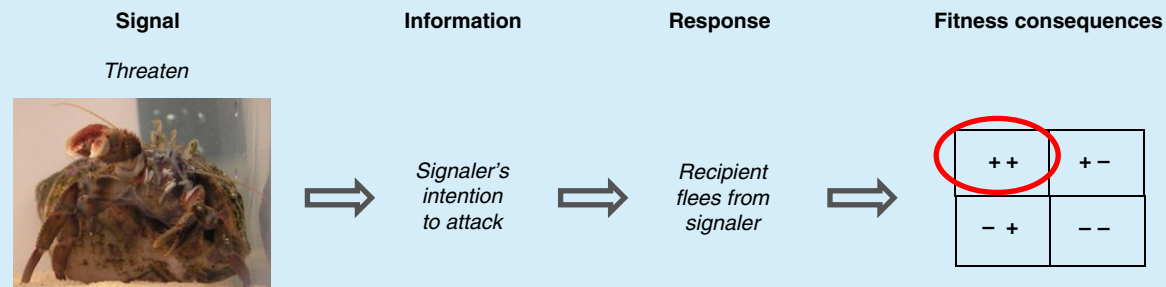 Signal
Information
Response
Fitness consequences
Threaten
Signaler's
intention
to attack
Recipient
flees from
signaler
+ +
+ −
− +
− −